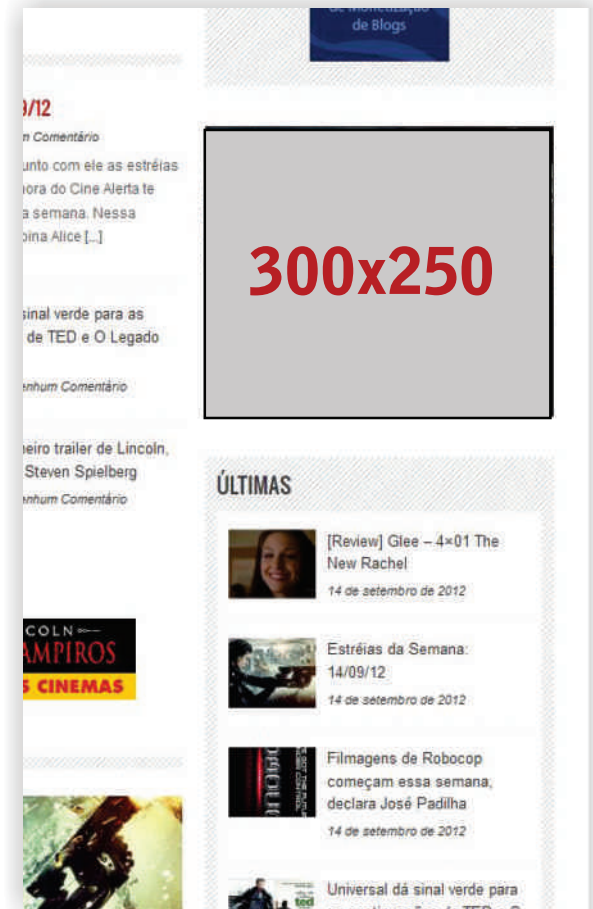 de Monetização
de Blogs
9/12
m Comentário
unto com ele as estréias
hora do Cine Alerta te
a semana. Nessa
Alice [...]
sinal verde para as
de TED e O Legado
enhum Comentário
trailer de Lincoln,
Steven Spielberg
enhum Comentário
COLN
AMPIROS
S CINEMAS
300x250
ÚLTIMAS
[Review] Glee – 4×01 The
New Rachel
14 de setembro de 2012
Estréias da Semana:
14/09/12
14 de setembro de 2012
Filmagens de Robocop
começam essa semana,
declara José Padilha
14 de setembro de 2012
Universal dá sinal verde para
ted